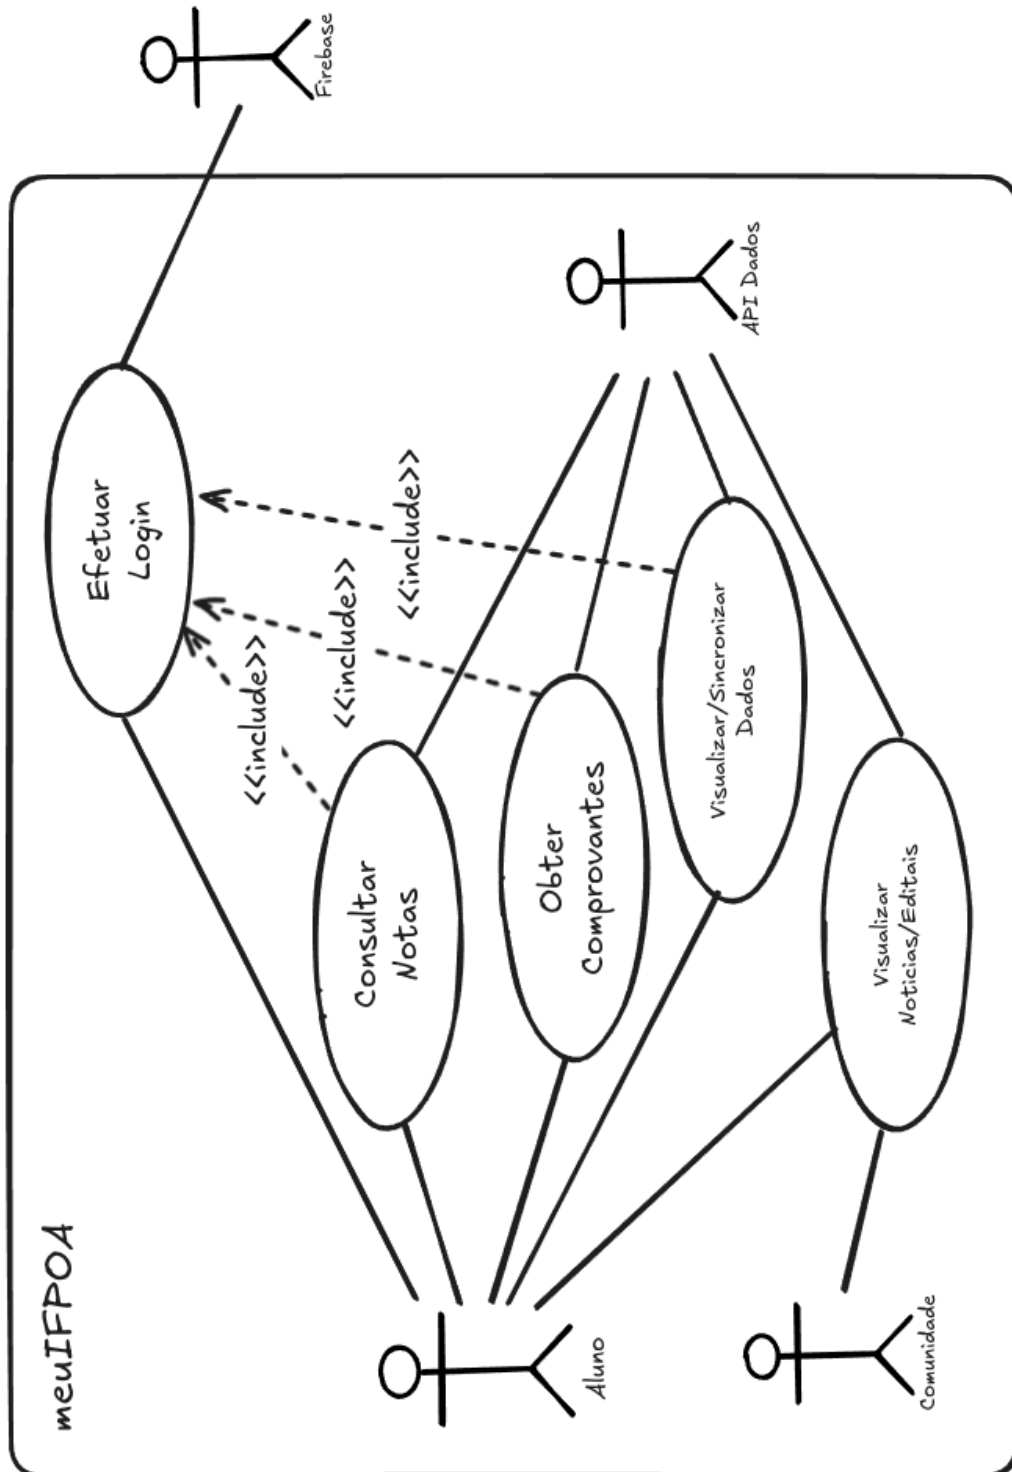 meuIFPOA
Efetuar
Login
Firebase
<<include>>
<<include>>
<<include>>
Consultar
Notas
Obter
Comprovantes
Visualizar/Sincronizar
Dados
Visualizar
Noticias/Editais
API Dados
Aluno
Comunidade